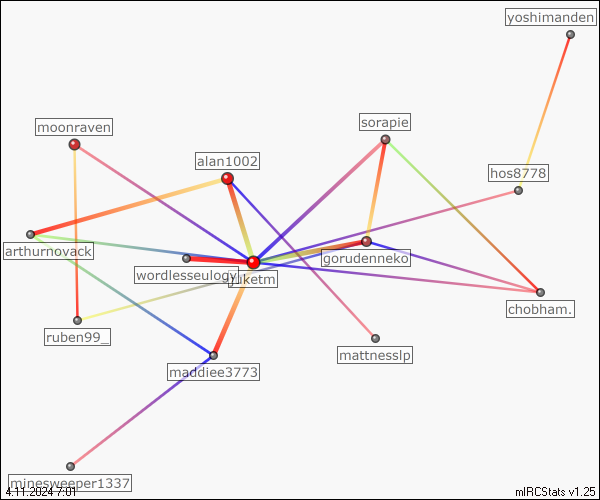 yoshimanden
sorapie
moonraven
alan1002
hos8778
arthurnovack
gorudenneko
wordlesseulogy
juketm
chobham.
ruben99_
mattnesslp
maddiee3773
minesweeper1337
4.11.2024 7:01
mIRCStats v1.25